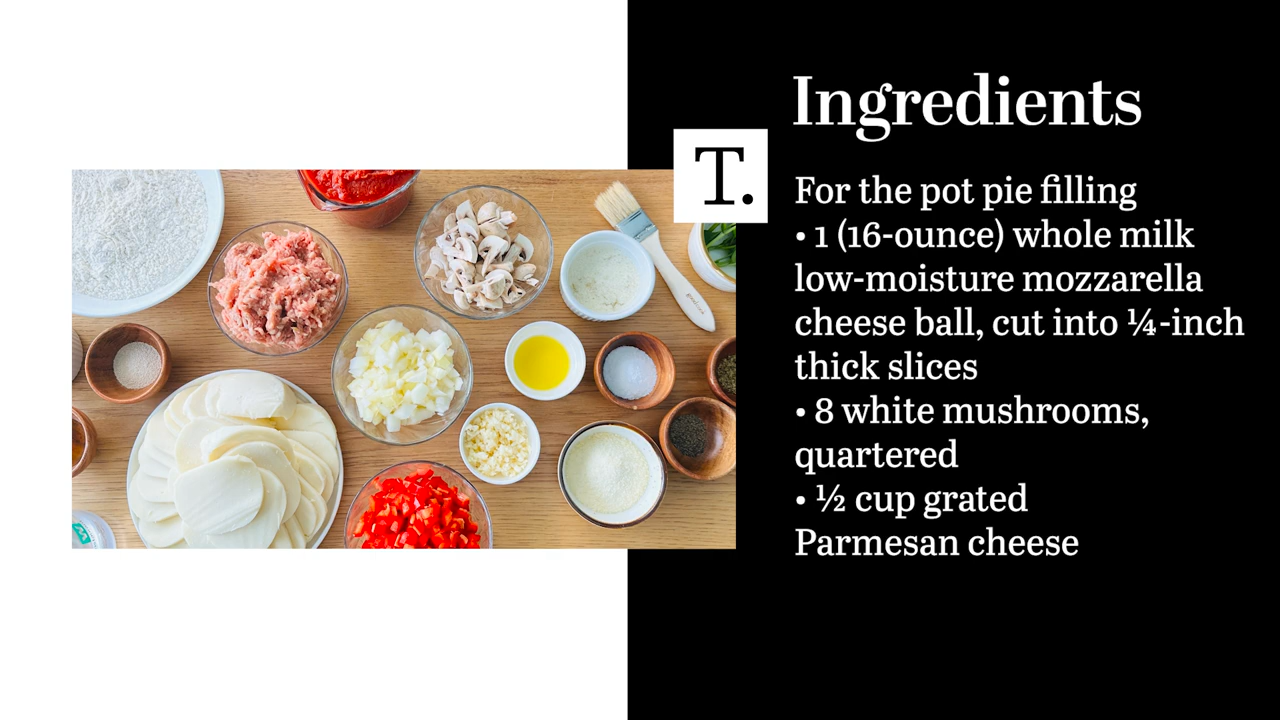 Ingredients
T.
For the pot pie filling
• 1 (16-ounce) whole milk
low-moisture mozzarella
cheese ball, cut into ¼-inch
thick slices
• 8 white mushrooms,
quartered
• ½ cup grated
Parmesan cheese